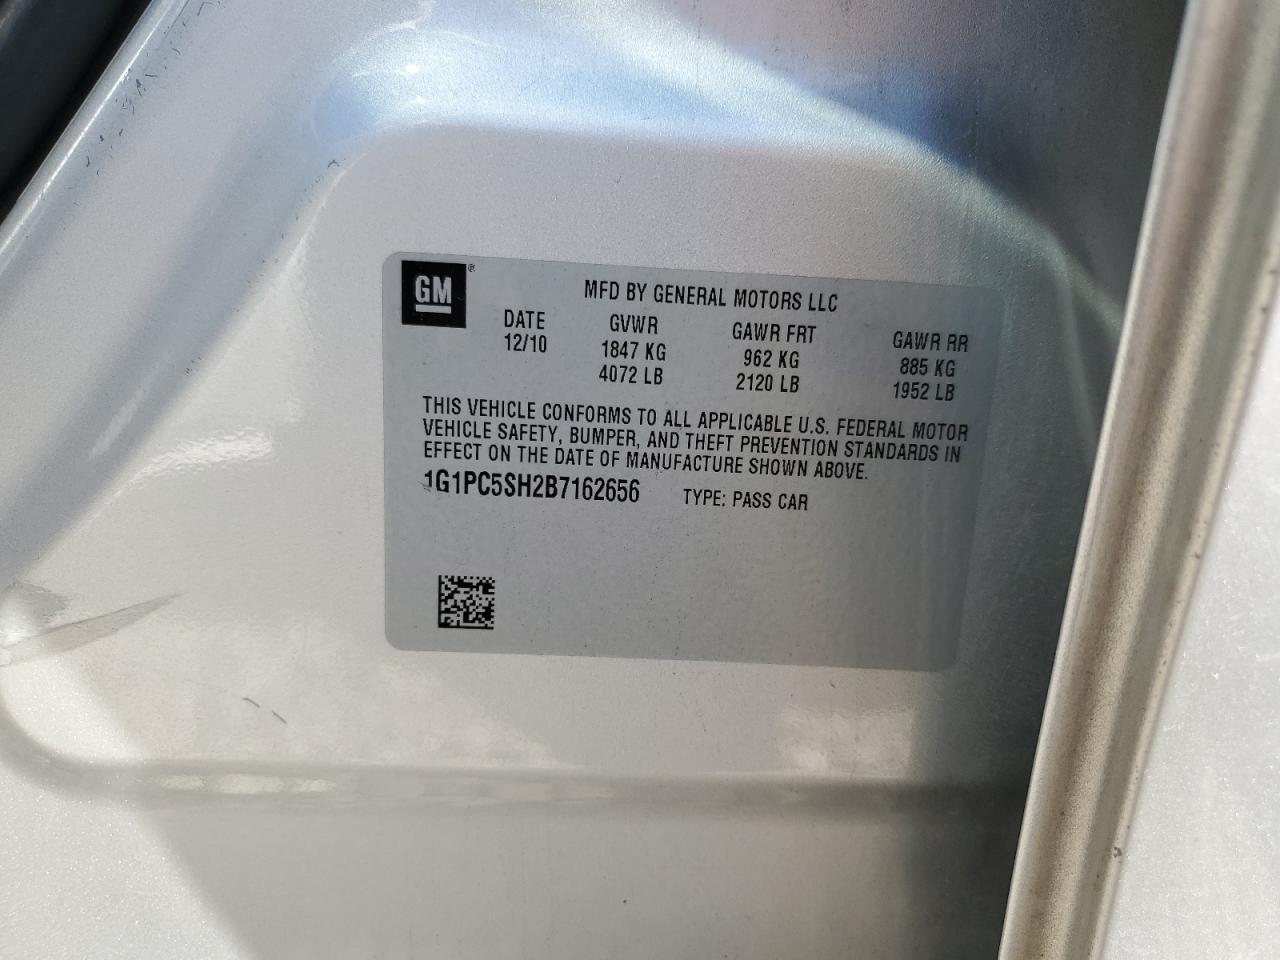 GM®
MFD BY GENERAL MOTORS LLC
DATE GVWR GAWR FRT GAWR RR
12/10 1847 KG 962 KG 885 KG
4072 LB 2120 LB 1952 LB
THIS VEHICLE CONFORMS TO ALL APPLICABLE U.S. FEDERAL MOTOR
VEHICLE SAFETY, BUMPER, AND THEFT PREVENTION STANDARDS IN
EFFECT ON THE DATE OF MANUFACTURE SHOWN ABOVE.
1G1PC5SH2B7162656 TYPE: PASS CAR